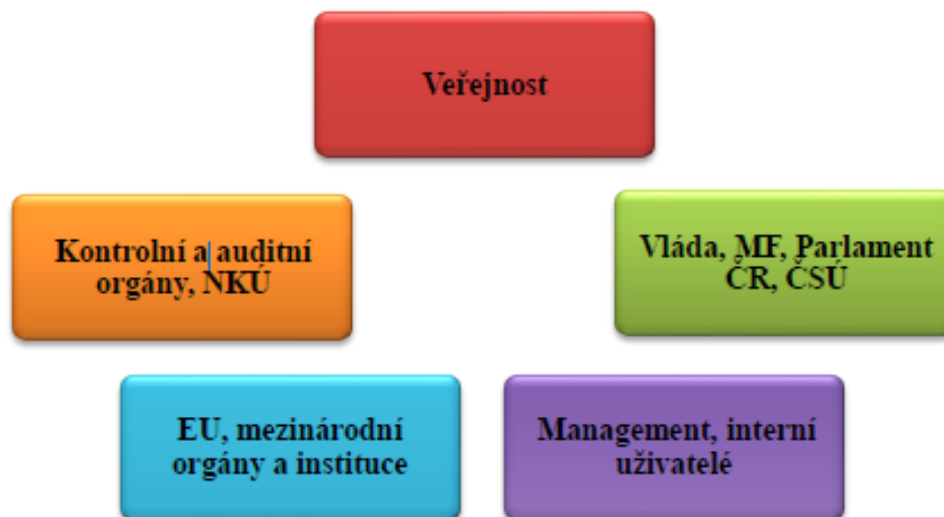 Veřejnost
Kontrolní a auditní
orgány, NKÚ
Vláda, MF, Parlament
ČR, ČSÚ
EU, mezinárodní
orgány a instituce
Management, interní
uživatelé